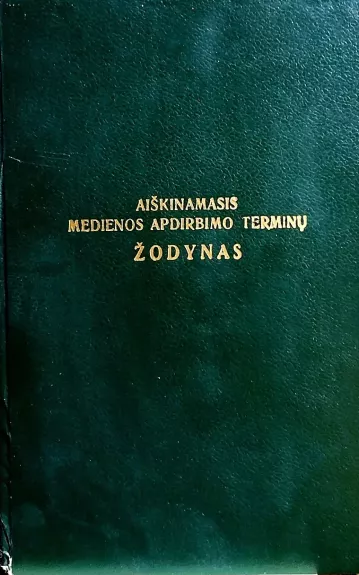 AIŠKINAMASIS
MEDIENOS APDIRBIMO TERMINŲ
ŽODYNAS